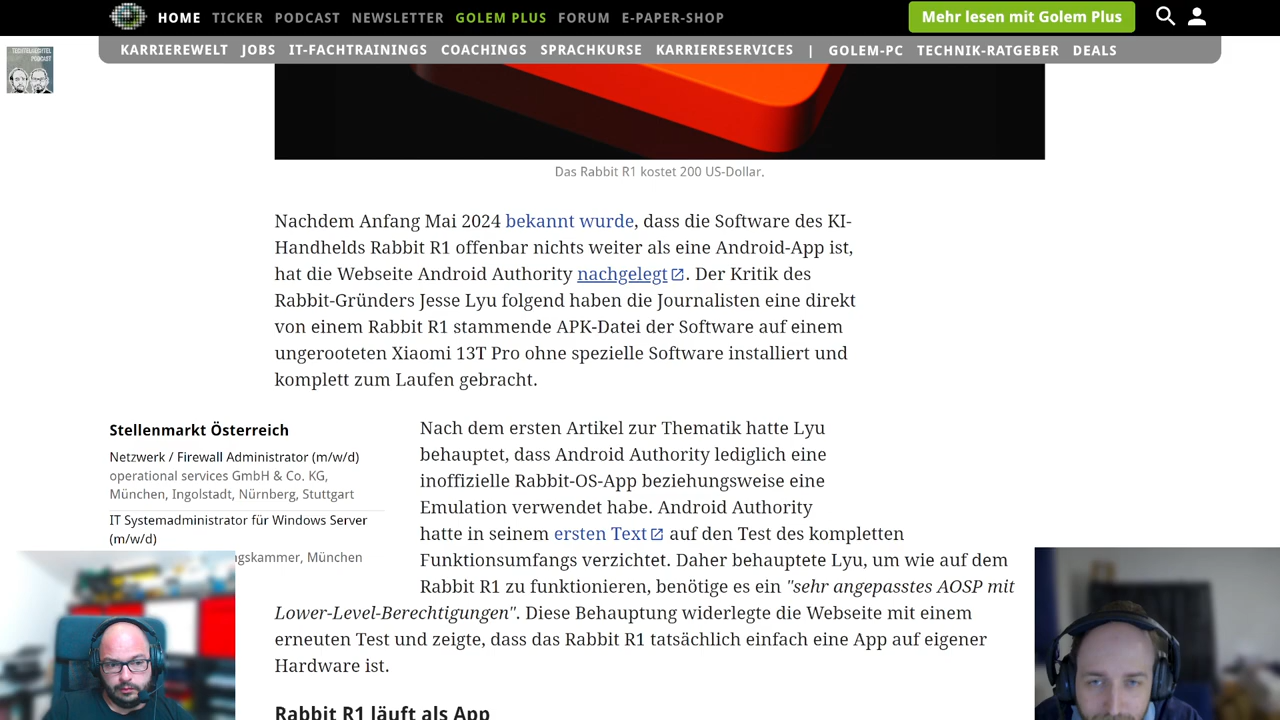 HOME TICKER PODCAST NEWSLETTER GOLEM PLUS FORUM E-PAPER-SHOP
Mehr lesen mit Golem Plus
KARRIEREWELT JOBS IT-FACHTRAININGS COACHINGS SPRACHKURSE KARRIERESERVICES | GOLEM-PC TECHNIK-RATGEBER DEALS
PODCAST
Das Rabbit R1 kostet 200 US-Dollar.
Nachdem Anfang Mai 2024 bekannt wurde, dass die Software des KI-
Handhelds Rabbit R1 offenbar nichts weiter als eine Android-App ist,
hat die Webseite Android Authority nachgelegt. Der Kritik des
Rabbit-Gründers Jesse Lyu folgend haben die Journalisten eine direkt
von einem Rabbit R1 stammende APK-Datei der Software auf einem
ungerooteten Xiaomi 13T Pro ohne spezielle Software installiert und
komplett zum Laufen gebracht.
Stellenmarkt Österreich
Netzwerk / Firewall Administrator (m/w/d)
operational services GmbH & Co. KG,
München, Ingolstadt, Nürnberg, Stuttgart
IT Systemadministrator für Windows Server
(m/w/d)
ngskammer, München
Nach dem ersten Artikel zur Thematik hatte Lyu
behauptet, dass Android Authority lediglich eine
inoffizielle Rabbit-OS-App beziehungsweise eine
Emulation verwendet habe. Android Authority
hatte in seinem ersten Text auf den Test des kompletten
Funktionsumfangs verzichtet. Daher behauptete Lyu, um wie auf dem
Rabbit R1 zu funktionieren, benötige es ein "sehr angepasstes AOSP mit
Lower-Level-Berechtigungen". Diese Behauptung widerlegte die Webseite mit einem
erneuten Test und zeigte, dass das Rabbit R1 tatsächlich einfach eine App auf eigener
Hardware ist.
Rabbit R1 läuft als App